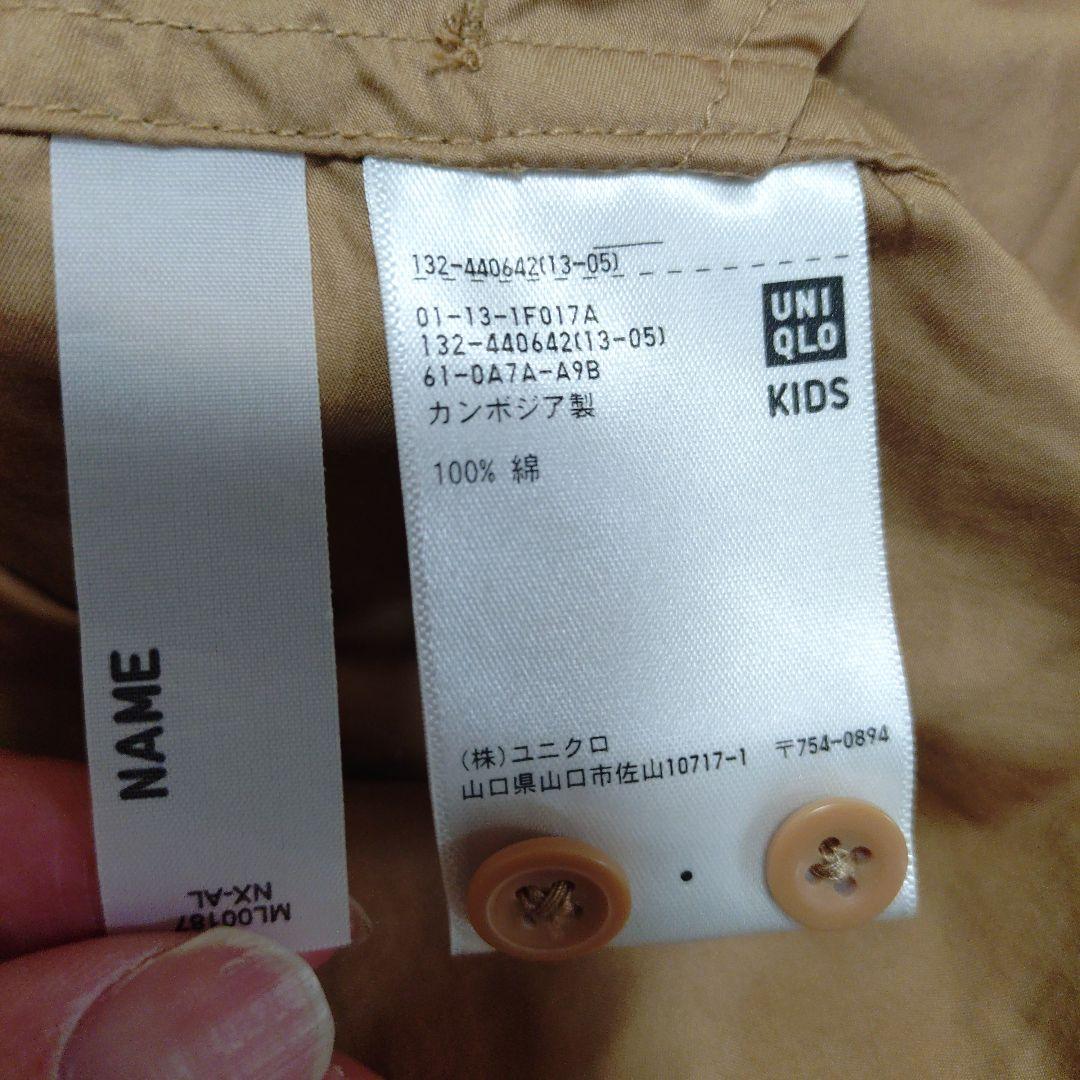 132-440642(13-05)
01-13-1F017A
132-440642(13-05)
61-0A7A-A9B
カンボジア製
100% 綿
UNI
QLO
KIDS
(株)ユニクロ
山口県山口市佐山10717-1 〒754-0894
NAME
ML00187
NX-AL